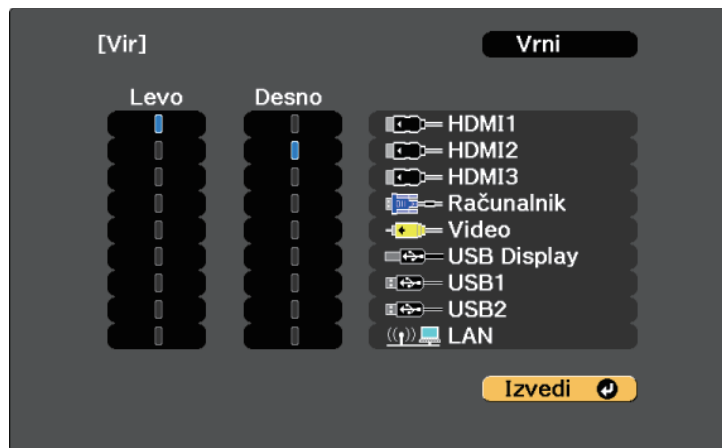 [Vir]
Vrni
Levo Desno
HDMI1
HDMI2
HDMI3
Računalnik
Video
USB Display
USB1
USB2
LAN
Izvedi